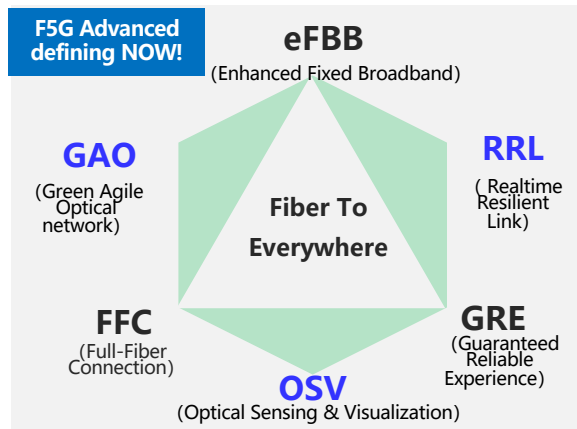 F5G Advanced
defining NOW!
eFBB
(Enhanced Fixed Broadband)
GAO
(Green Agile
Optical
network)
RRL
( Realtime
Resilient
Link)
Fiber To
Everywhere
FFC
(Full-Fiber
Connection)
GRE
(Guaranteed
Reliable
Experience)
OSV
(Optical Sensing & Visualization)